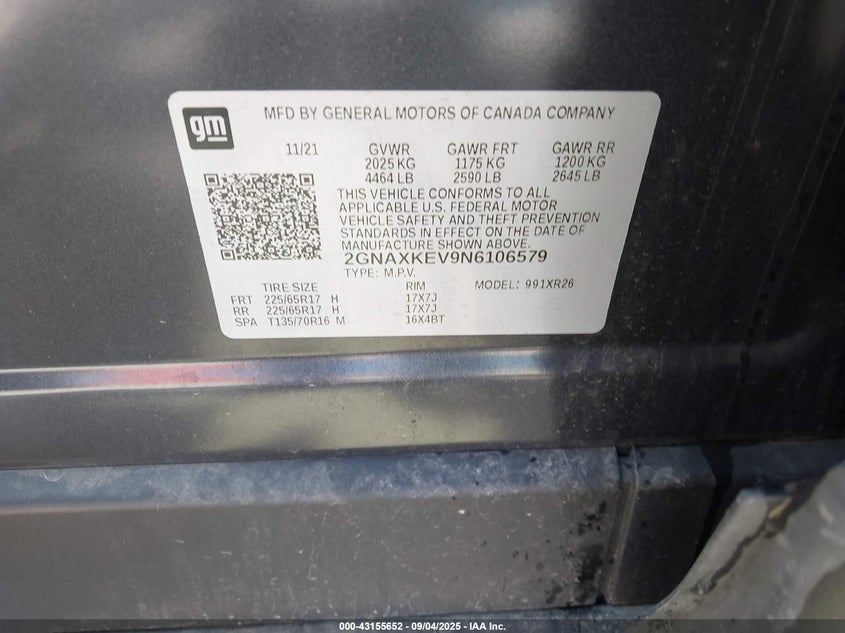 gm
MFD BY GENERAL MOTORS OF CANADA COMPANY
11/21 GVWR GAWR FRT GAWR RR
2025 KG 1175 KG 1200 KG
4464 LB 2590 LB 2645 LB
THIS VEHICLE CONFORMS TO ALL
APPLICABLE U.S. FEDERAL MOTOR
VEHICLE SAFETY AND THEFT PREVENTION
STANDARDS IN EFFECT ON THE DATE OF
MANUFACTURE SHOWN ABOVE.
2GNAXKEV9N6106579
TYPE: M.P.V.
TIRE SIZE RIM MODEL: 991XR26
FRT 225/65R17 H 17X7J
RR 225/65R17 H 17X7J
SPA T135/70R16 M 16X4BT
000-43155652 - 09/04/2025 - IAA Inc.